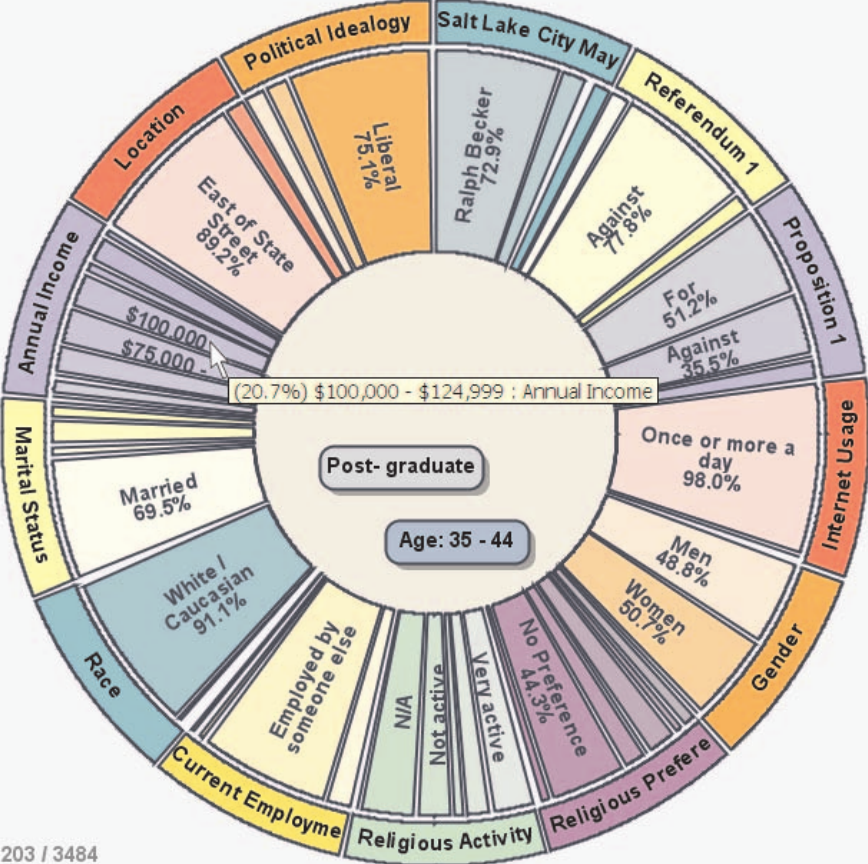 Political Idealogy
Salt Lake City May
Referendum 1
Proposition 1
Internet Usage
Gender
Religious Prefere
Religious Activity
Current Employme
Race
Marital Status
Annual Income
Location
Liberal
75.1%
Ralph Becker
72.9%
Against
77.8%
For
51.2%
Against
35.5%
Once or more a
day
98.0%
Men
48.8%
Women
50.7%
No Preference
44.3%
Very active
Not active
N/A
Employed by
someone else
White /
Caucasian
91.1%
Married
69.5%
$75,000 -
$100,000
East of State
Street
89.2%
(20.7%) $100,000 - $124,999 : Annual Income
Post- graduate
Age: 35 - 44
203 / 3484